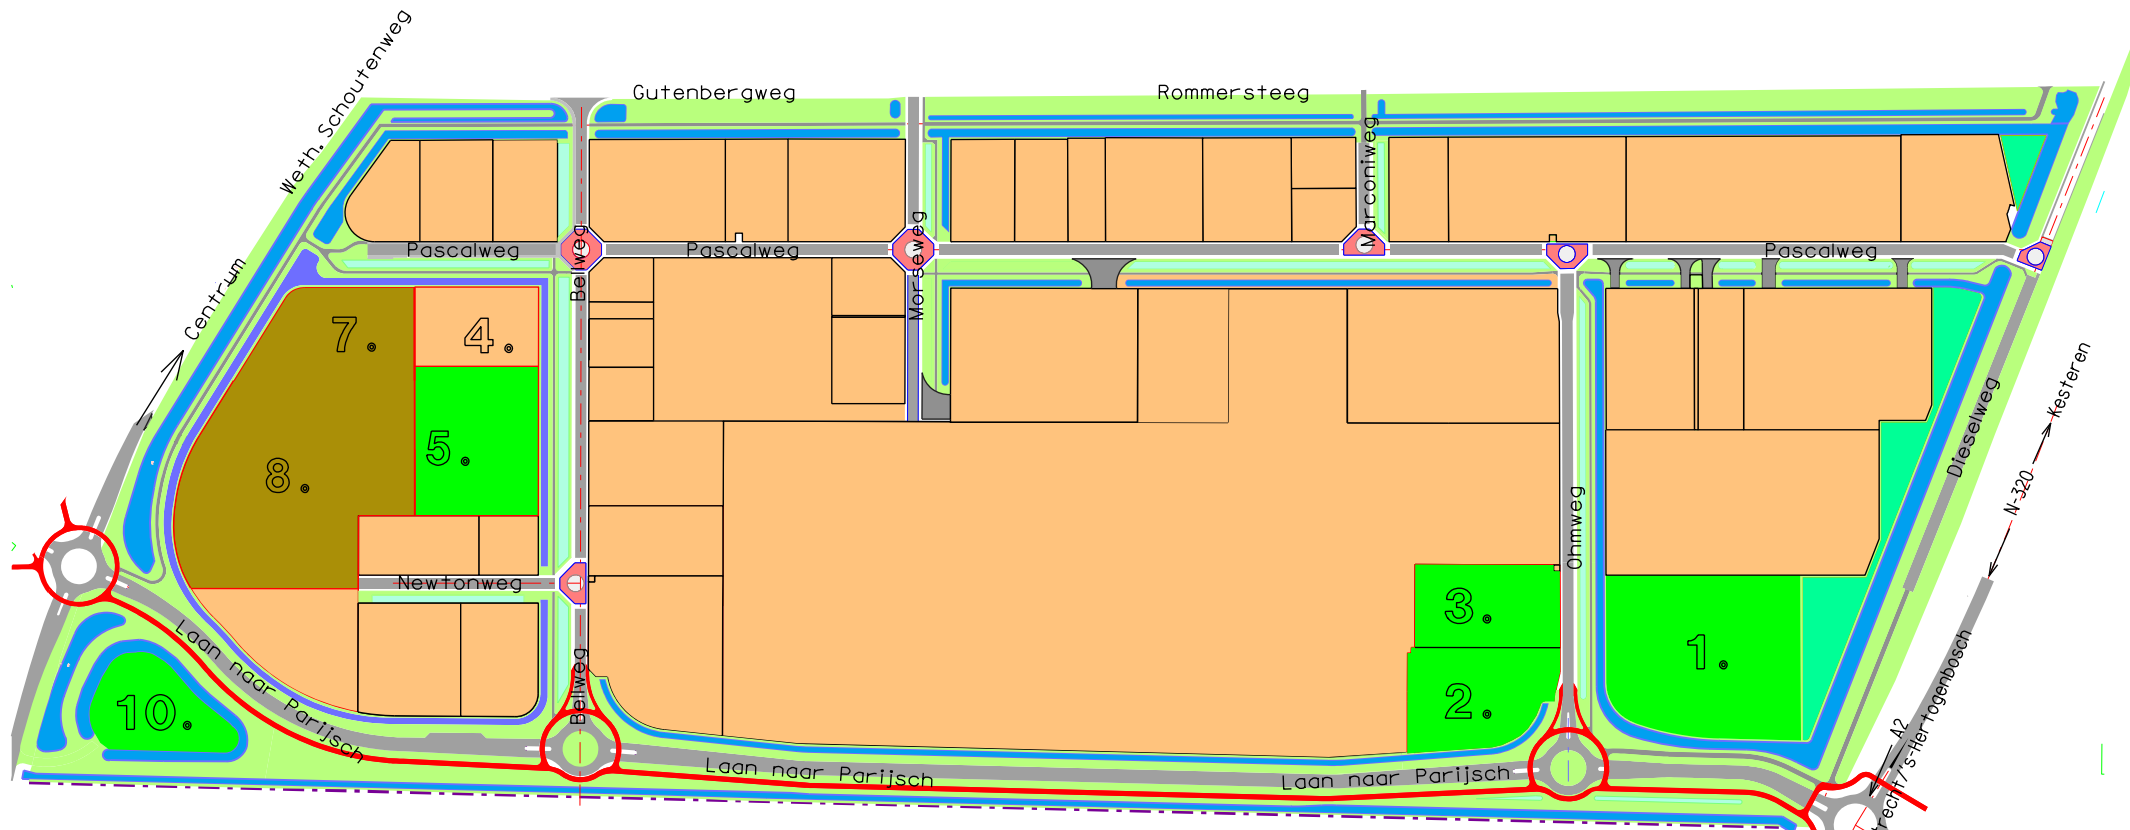 Weth. Schoutenweg
Gutenbergweg
Rommersteeg
Marconiweg
Pascalweg
Pascalweg
Pascalweg
Bellweg
Morseweg
Centrum
7
4
5
8
Kesteren
N-320
Dieselweg
Ohmweg
Newtonweg
3
1
2
10
Bellweg
Laan naar Parijsch
Laan naar Parijsch
Laan naar Parijsch
A2
recht/'s-Hertogenbosch